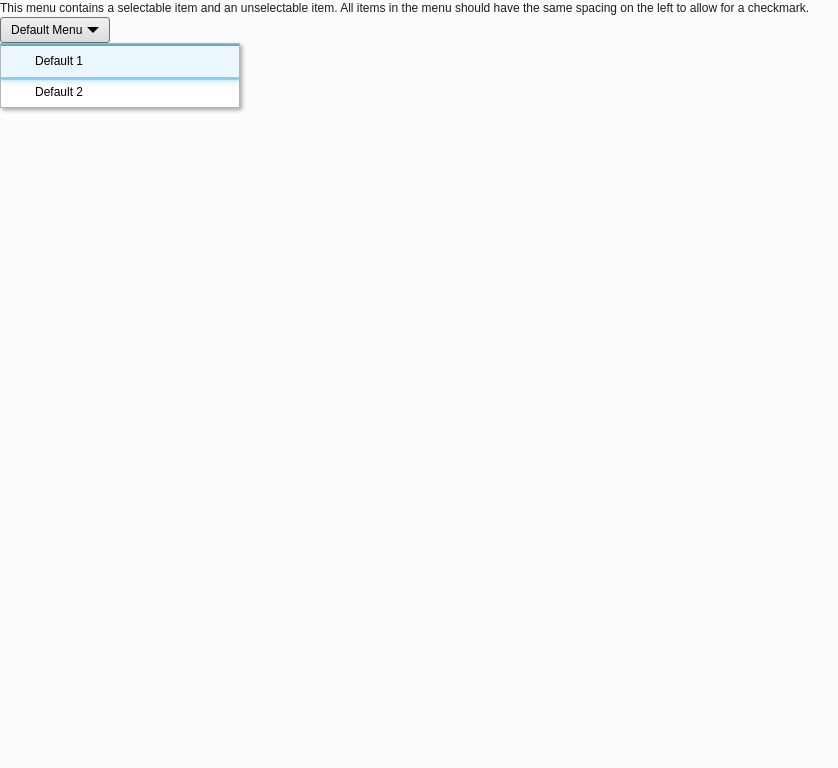 This menu contains a selectable item and an unselectable item. All items in the menu should have the same spacing on the left to allow for a checkmark.
Default Menu
Default 1
Default 2